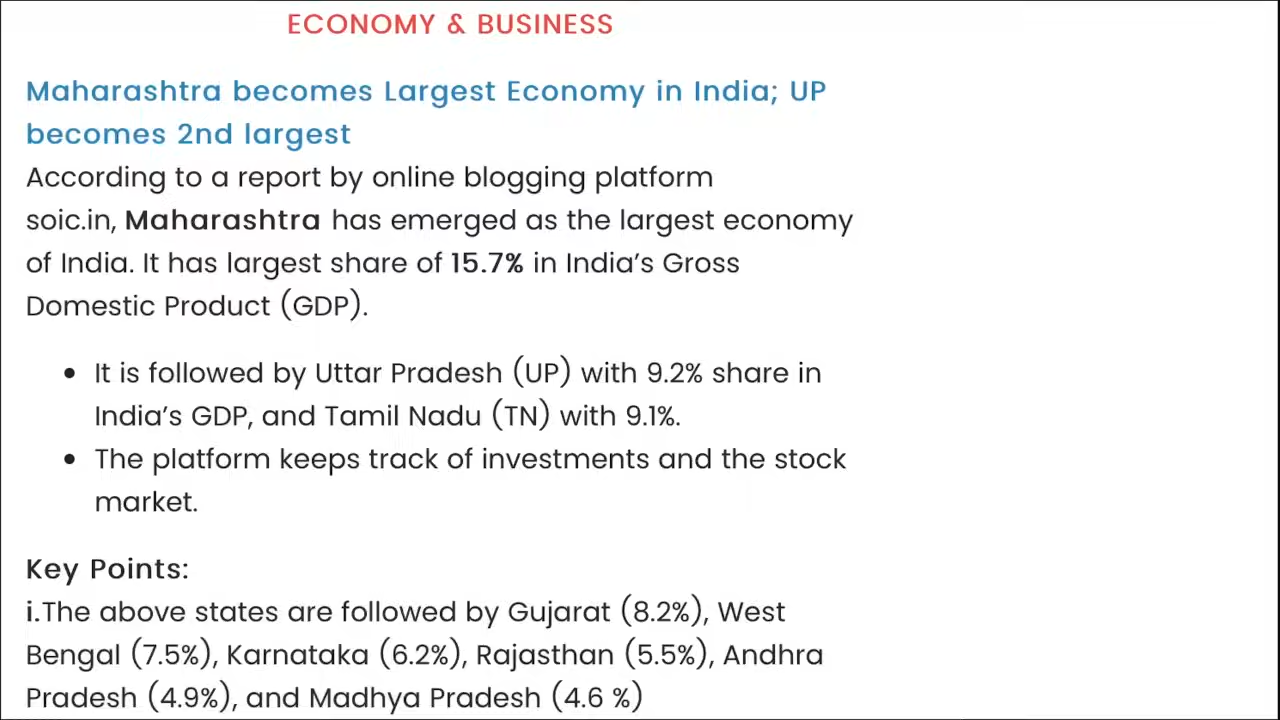 ECONOMY & BUSINESS
Maharashtra becomes Largest Economy in India; UP
becomes 2nd largest
According to a report by online blogging platform
soic.in, Maharashtra has emerged as the largest economy
of India. It has largest share of 15.7% in India’s Gross
Domestic Product (GDP).
• It is followed by Uttar Pradesh (UP) with 9.2% share in
India’s GDP, and Tamil Nadu (TN) with 9.1%.
• The platform keeps track of investments and the stock
market.
Key Points:
i.The above states are followed by Gujarat (8.2%), West
Bengal (7.5%), Karnataka (6.2%), Rajasthan (5.5%), Andhra
Pradesh (4.9%), and Madhya Pradesh (4.6 %)